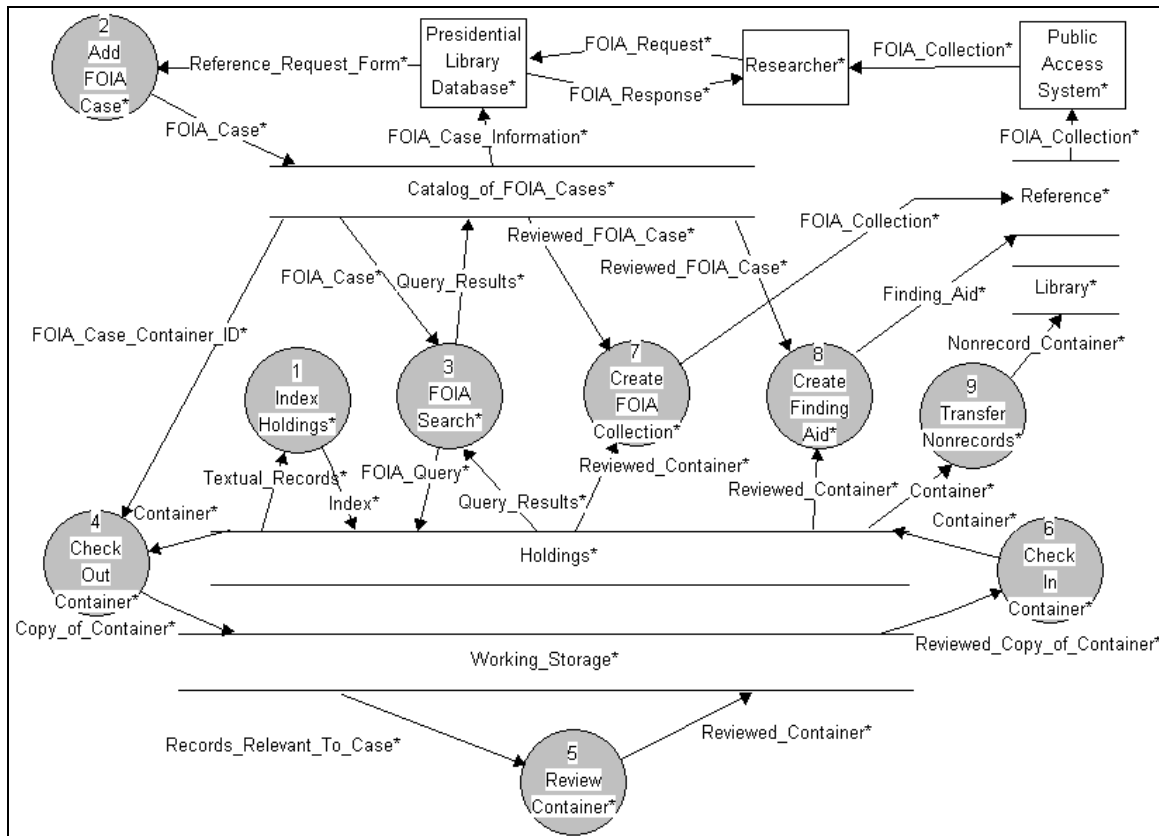 2
Add
FOIA
Case*
Reference_Request_Form*
Presidential
Library
Database*
FOIA_Request*
FOIA_Response*
Researcher*
FOIA_Collection*
Public
Access
System*
FOIA_Case*
FOIA_Case_Information*
FOIA_Collection*
Catalog_of_FOIA_Cases*
Reference*
FOIA_Collection*
Reviewed_FOIA_Case*
Reviewed_FOIA_Case*
FOIA_Case*
Query_Results*
Finding_Aid*
Library*
FOIA_Case_Container_ID*
Nonrecord_Container*
1
Index
Holdings*
3
FOIA
Search*
7
Create
FOIA
Collection*
8
Create
Finding
Aid*
9
Transfer
Nonrecords*
Textual_Records*
Index*
FOIA_Query*
Query_Results*
Reviewed_Container*
Reviewed_Container*
Container*
Container*
Container*
4
Check
Out
Container*
Holdings*
6
Check
In
Container*
Copy_of_Container*
Working_Storage*
Reviewed_Copy_of_Container*
Records_Relevant_To_Case*
Reviewed_Container*
5
Review
Container*